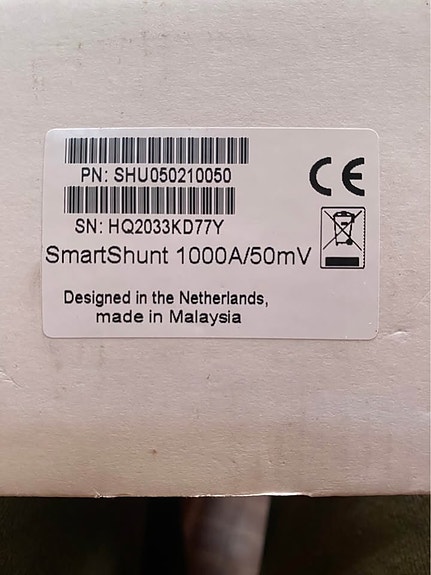 PN: SHU050210050
SN: HQ2033KD77Y
SmartShunt 1000A/50mV
Designed in the Netherlands,
made in Malaysia
CE